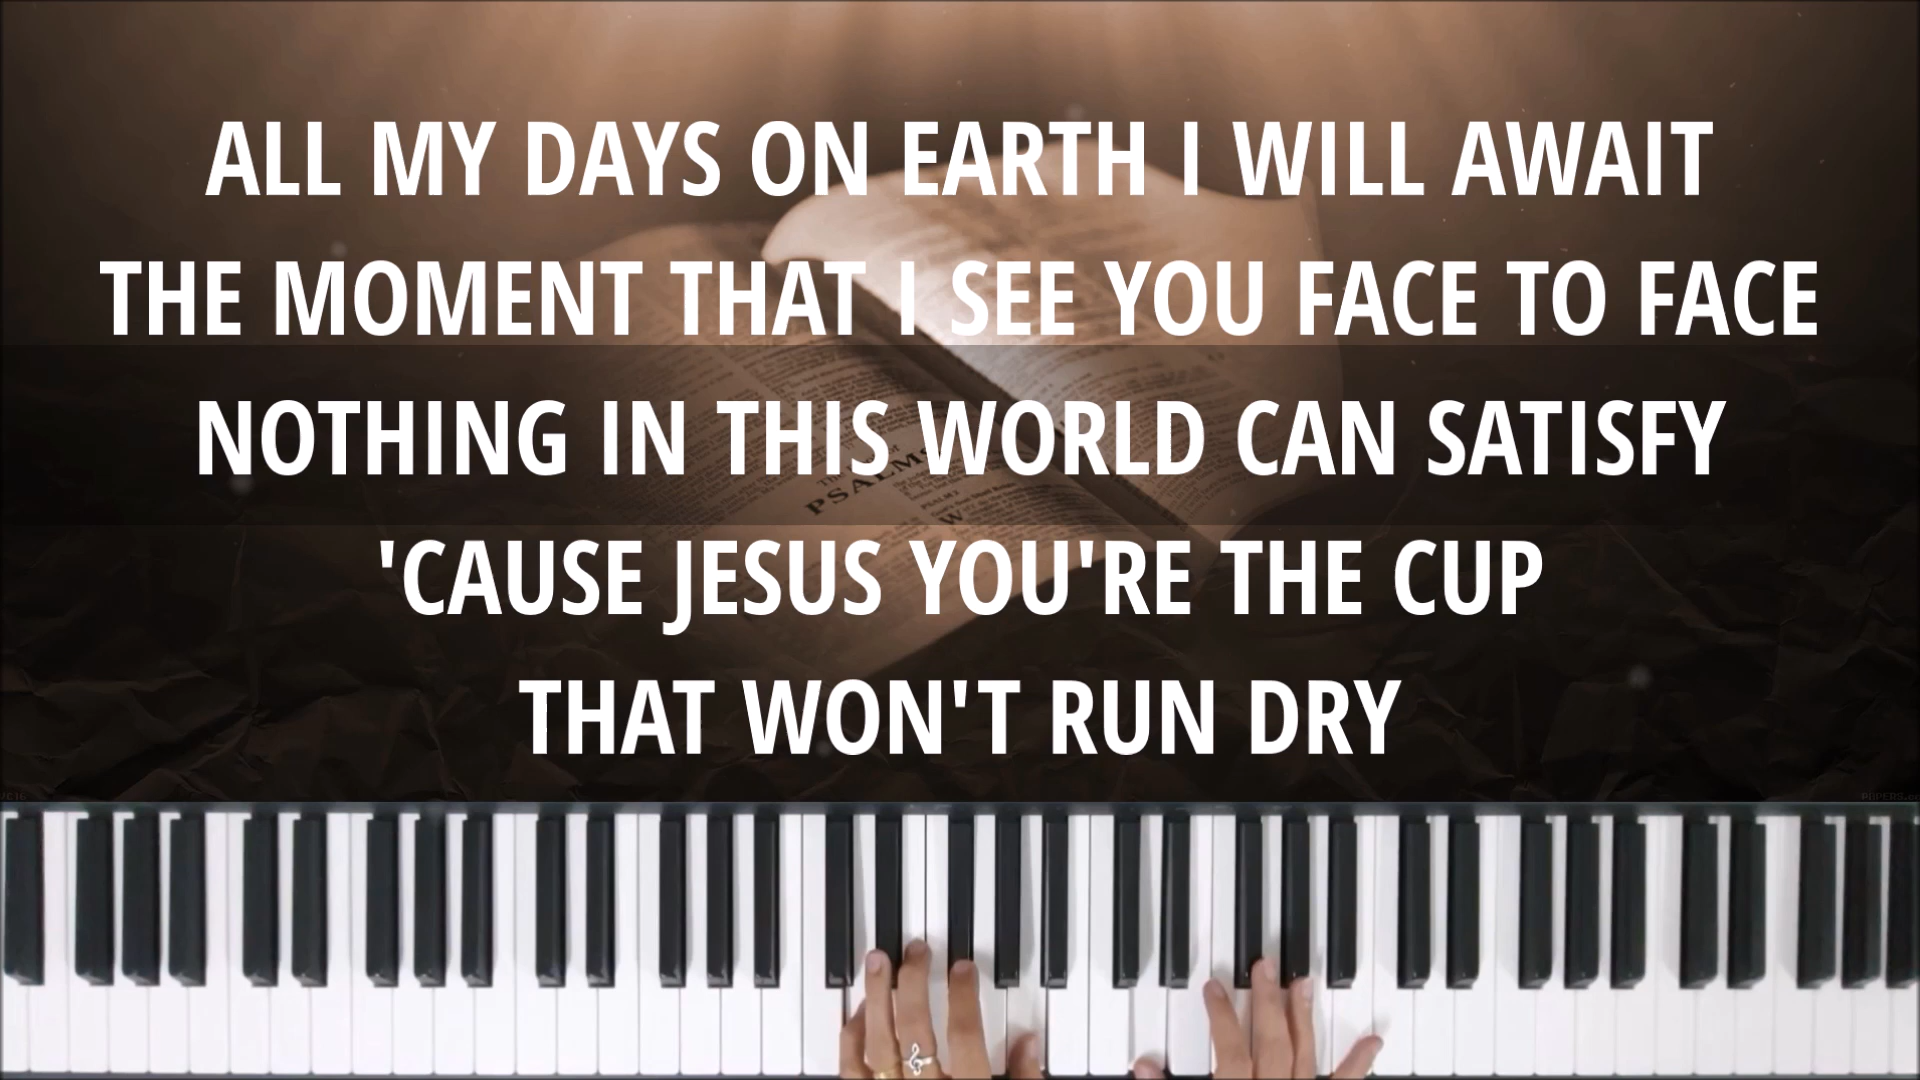 ALL MY DAYS ON EARTH I WILL AWAIT
THE MOMENT THAT I SEE YOU FACE TO FACE
NOTHING IN THIS WORLD CAN SATISFY
'CAUSE JESUS YOU'RE THE CUP
THAT WON'T RUN DRY
PSALMS